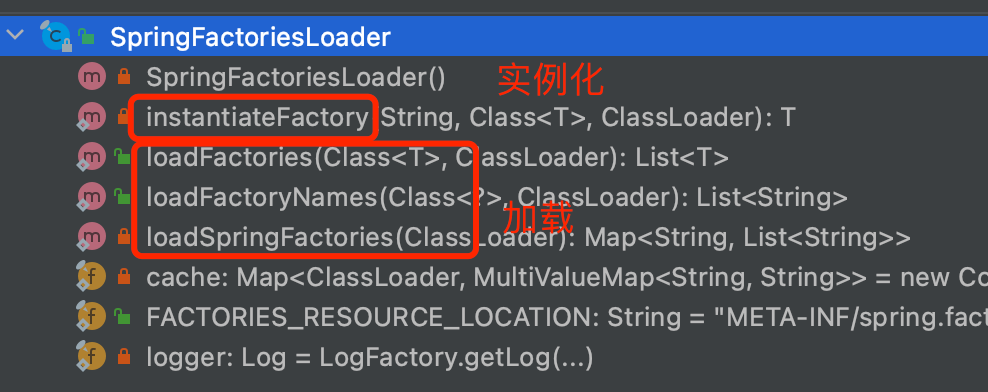 SpringFactoriesLoader
SpringFactoriesLoader()
实例化
instantiateFactory(String, Class<T>, ClassLoader): T
loadFactories(Class<T>, ClassLoader): List<T>
loadFactoryNames(Class<?>, ClassLoader): List<String>
加载
loadSpringFactories(ClassLoader): Map<String, List<String>>
cache: Map<ClassLoader, MultiValueMap<String, String>> = new Co
FACTORIES_RESOURCE_LOCATION: String = "META-INF/spring.fact
logger: Log = LogFactory.getLog(...)